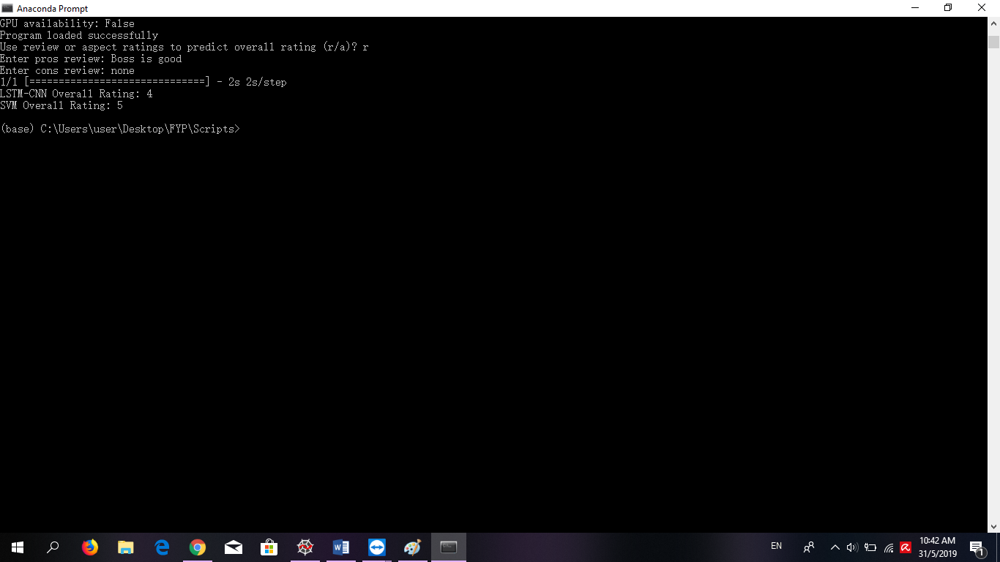 Anaconda Prompt
GPU availability: False
Program loaded successfully
Use review or aspect ratings to predict overall rating (r/a)? r
Enter pros review: Boss is good
Enter cons review: none
1/1 [==============================] - 2s 2s/step
LSTM-CNN Overall Rating: 4
SVM Overall Rating: 5
(base) C:\Users\user\Desktop\FYP\Scripts>
EN
10:42 AM
31/5/2019
1